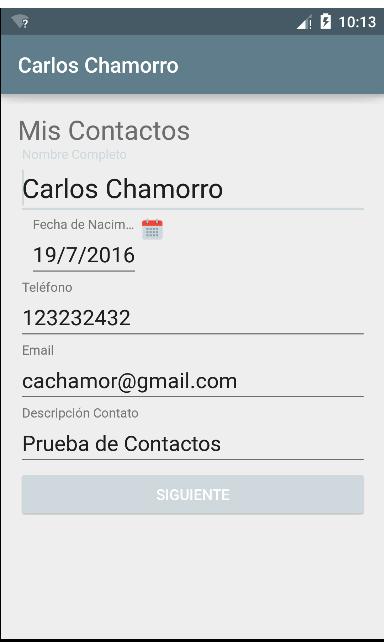 10:13
Carlos Chamorro
Mis Contactos
Nombre Completo
Carlos Chamorro
Fecha de Nacim...
19/7/2016
Teléfono
123232432
Email
cachamor@gmail.com
Descripción Contato
Prueba de Contactos
SIGUIENTE